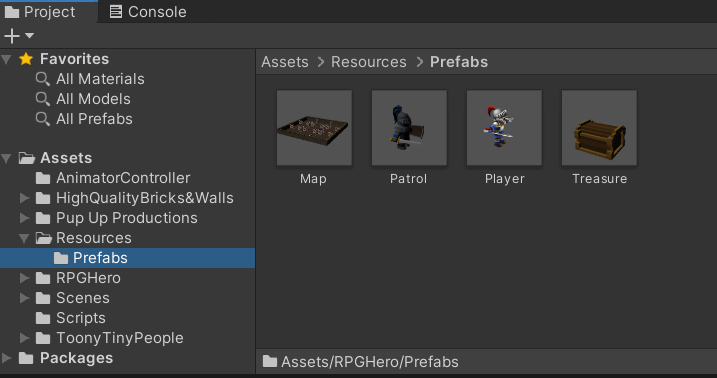 Project
Console
Favorites
All Materials
All Models
All Prefabs
Assets
AnimatorController
HighQualityBricks&Walls
Pup Up Productions
Resources
Prefabs
RPGHero
Scenes
Scripts
ToonyTinyPeople
Packages
Assets > Resources > Prefabs
Map
Patrol
Player
Treasure
Assets/RPGHero/Prefabs